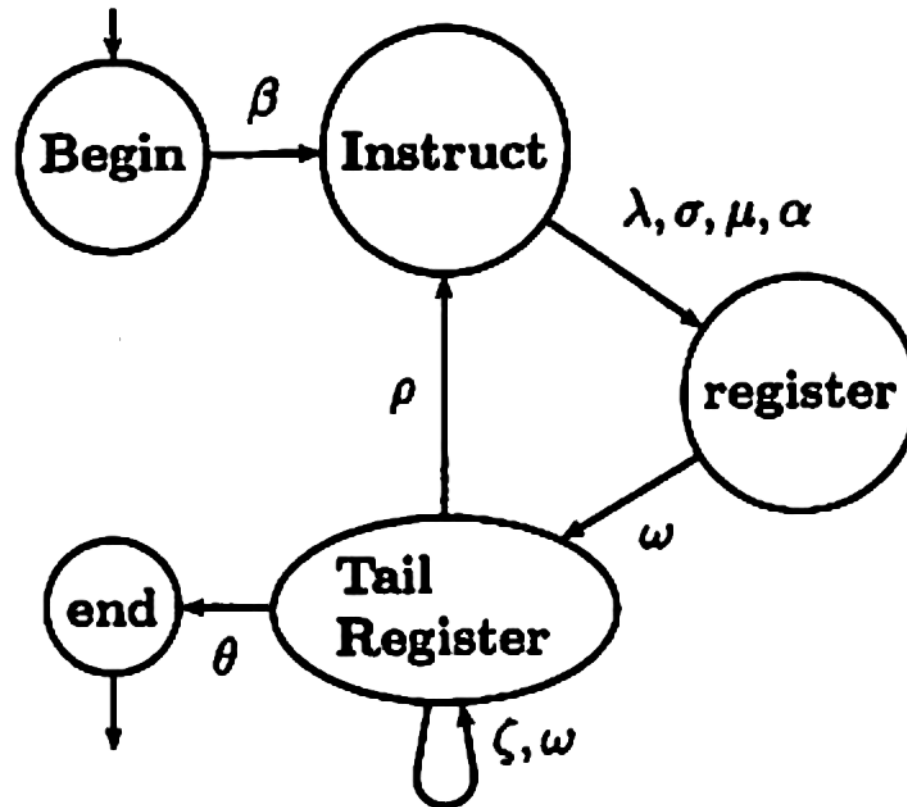 β
Begin
Instruct
λ, σ, μ, α
ρ
register
ω
Tail
Register
end
θ
ζ, ω